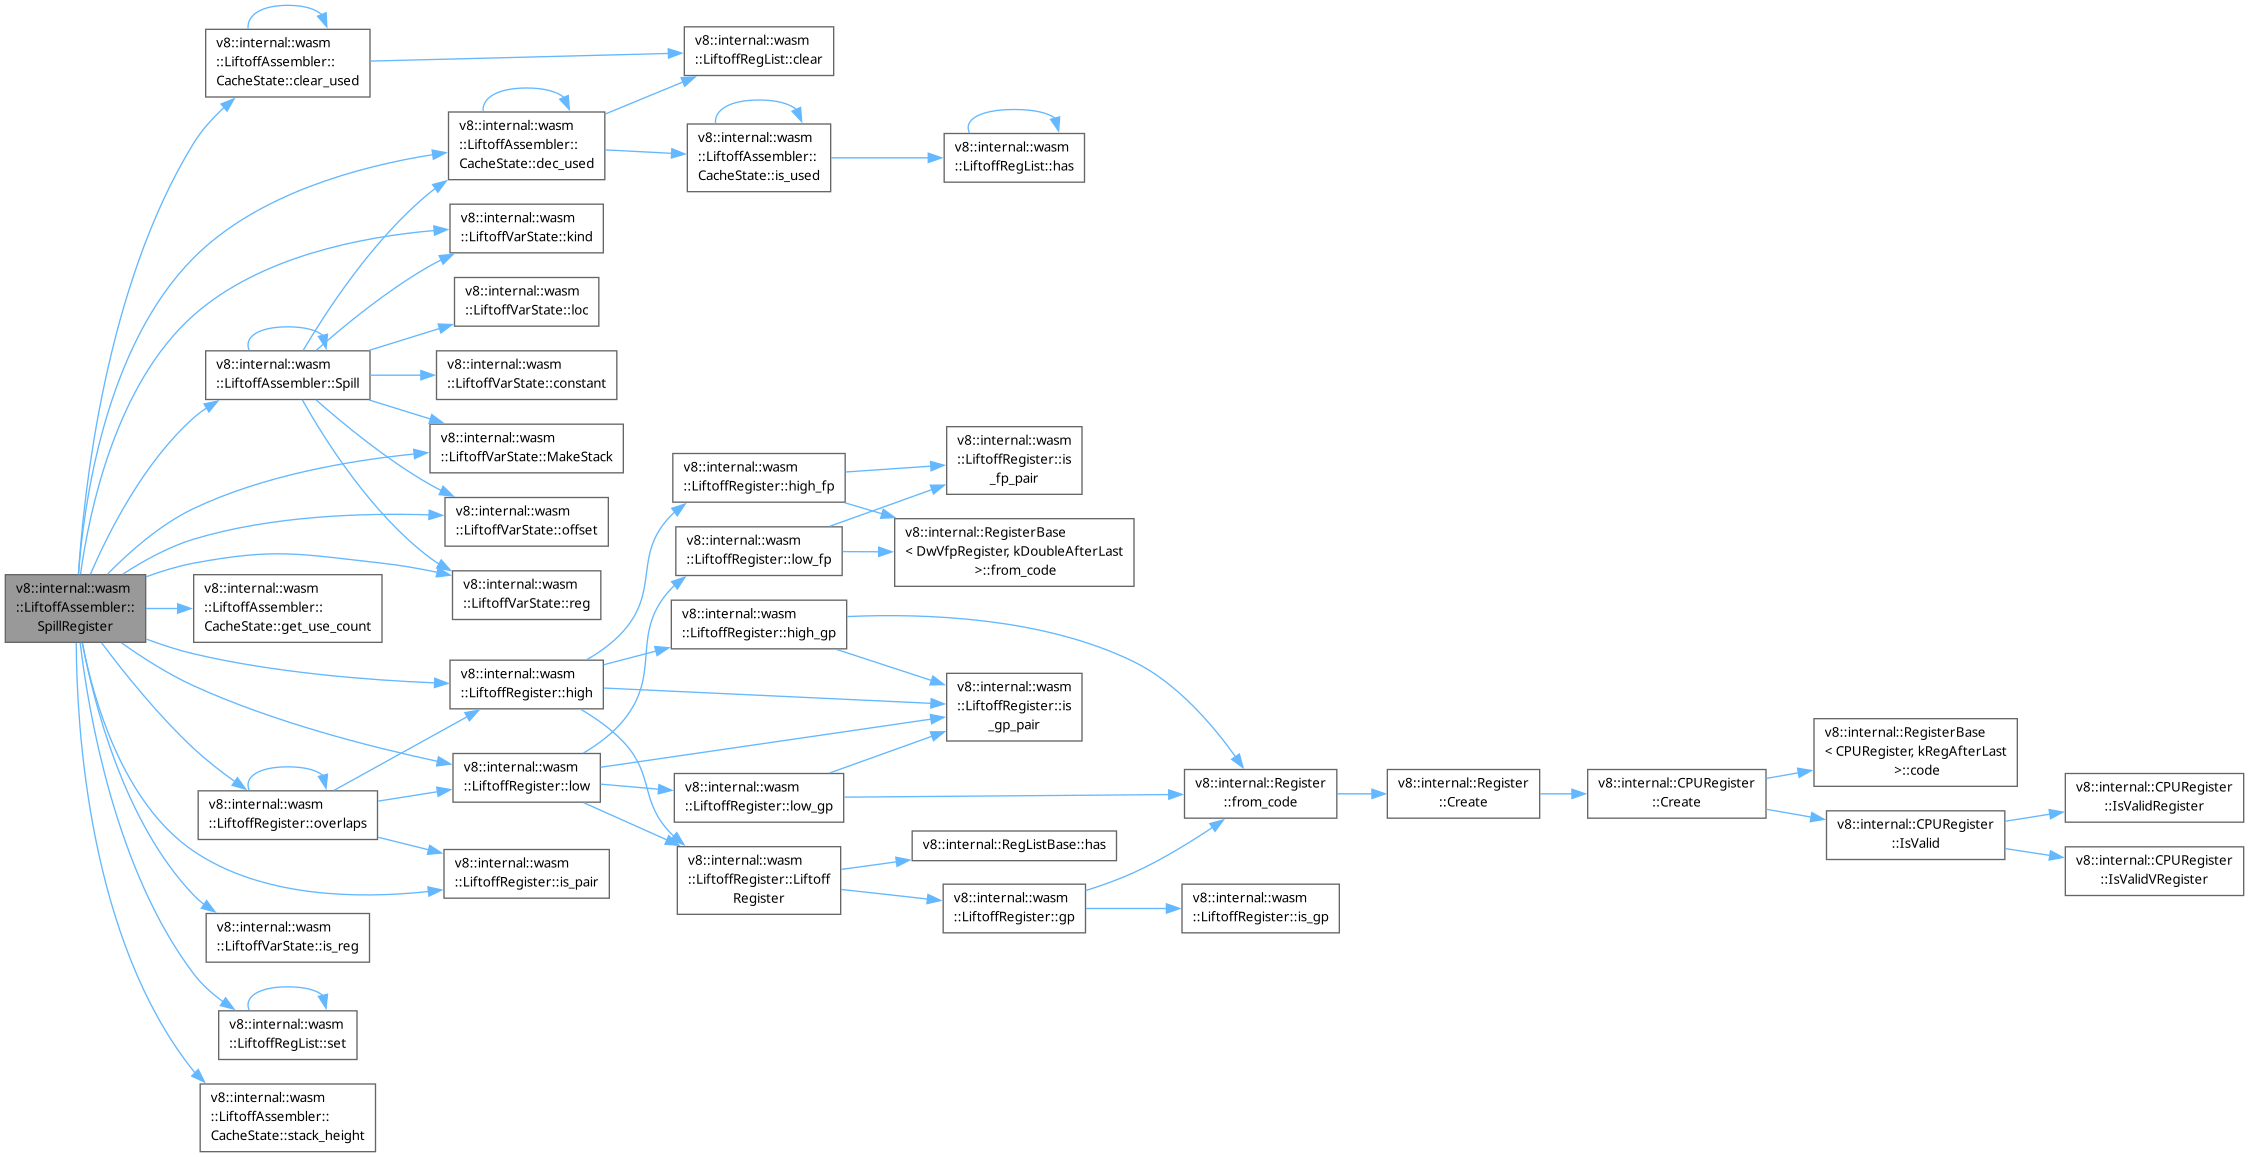 v8::internal::wasm
::LiftoffAssembler::
SpillRegister
v8::internal::wasm
::LiftoffAssembler::
CacheState::clear_used
v8::internal::wasm
::LiftoffRegList::clear
v8::internal::wasm
::LiftoffAssembler::
CacheState::dec_used
v8::internal::wasm
::LiftoffAssembler::
CacheState::is_used
v8::internal::wasm
::LiftoffRegList::has
v8::internal::wasm
::LiftoffVarState::kind
v8::internal::wasm
::LiftoffVarState::loc
v8::internal::wasm
::LiftoffAssembler::Spill
v8::internal::wasm
::LiftoffVarState::constant
v8::internal::wasm
::LiftoffVarState::MakeStack
v8::internal::wasm
::LiftoffVarState::offset
v8::internal::wasm
::LiftoffVarState::reg
v8::internal::wasm
::LiftoffAssembler::
CacheState::get_use_count
v8::internal::wasm
::LiftoffRegister::high
v8::internal::wasm
::LiftoffRegister::low
v8::internal::wasm
::LiftoffRegister::overlaps
v8::internal::wasm
::LiftoffRegister::is_pair
v8::internal::wasm
::LiftoffVarState::is_reg
v8::internal::wasm
::LiftoffRegList::set
v8::internal::wasm
::LiftoffAssembler::
CacheState::stack_height
v8::internal::wasm
::LiftoffRegister::high_fp
v8::internal::wasm
::LiftoffRegister::low_fp
v8::internal::wasm
::LiftoffRegister::high_gp
v8::internal::wasm
::LiftoffRegister::low_gp
v8::internal::wasm
::LiftoffRegister::Liftoff
Register
v8::internal::wasm
::LiftoffRegister::is
_fp_pair
v8::internal::RegisterBase
< DwVfpRegister, kDoubleAfterLast
>::from_code
v8::internal::wasm
::LiftoffRegister::is
_gp_pair
v8::internal::RegListBase::has
v8::internal::wasm
::LiftoffRegister::gp
v8::internal::wasm
::LiftoffRegister::is_gp
v8::internal::Register
::from_code
v8::internal::Register
::Create
v8::internal::CPURegister
::Create
v8::internal::RegisterBase
< CPURegister, kRegAfterLast
>::code
v8::internal::CPURegister
::IsValid
v8::internal::CPURegister
::IsValidRegister
v8::internal::CPURegister
::IsValidVRegister